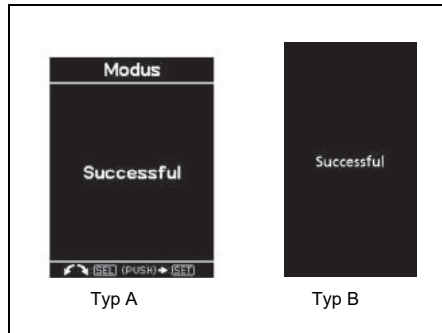 Modus
Successful
SEL (PUSH) SET
Typ A
Successful
Typ B